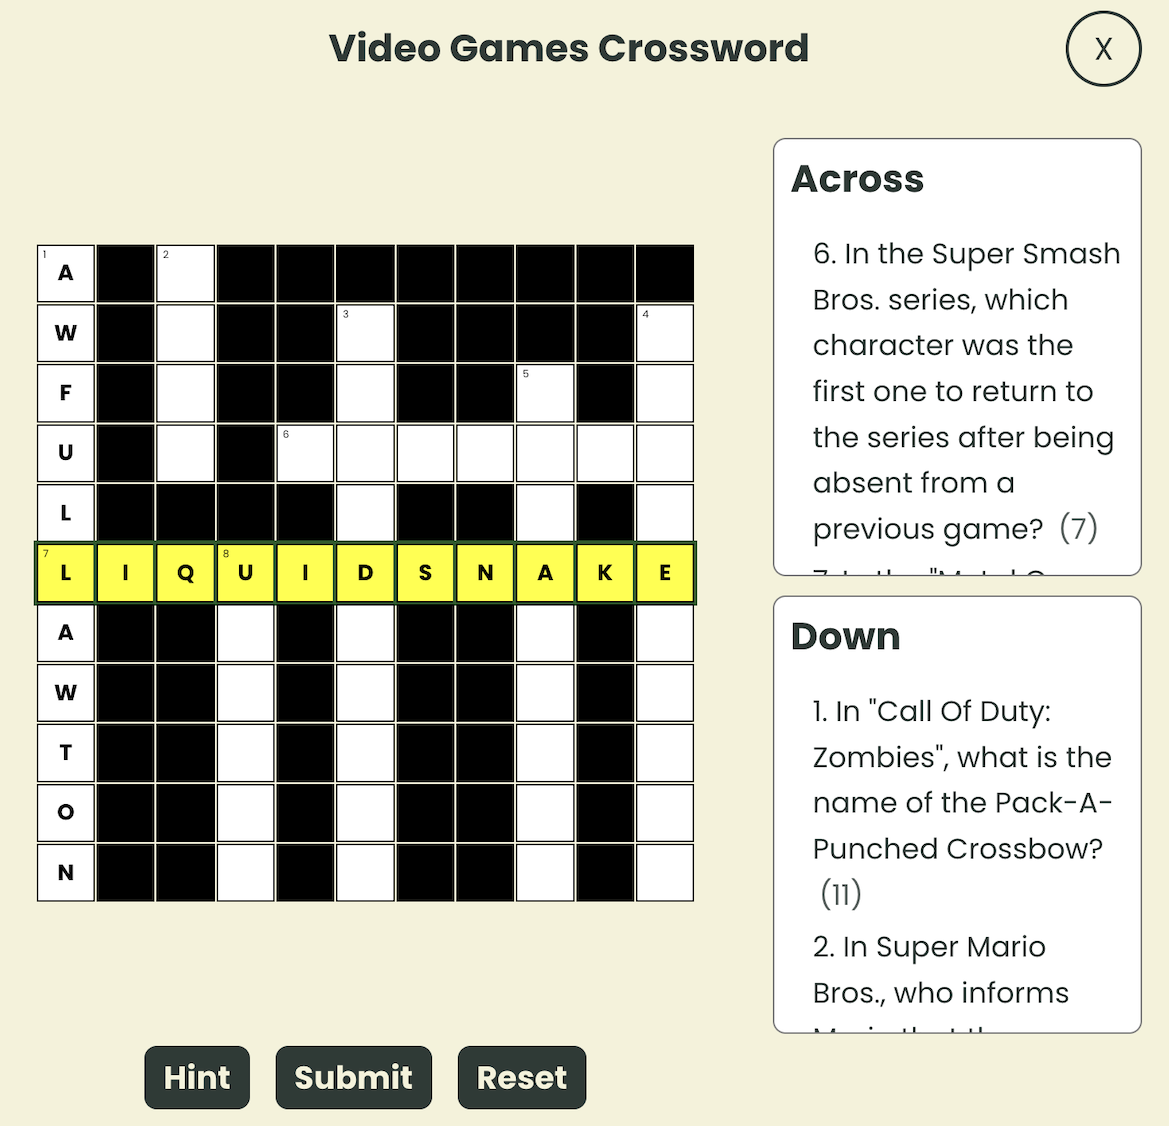 Video Games Crossword
X
1 A 2
W 3 4
F 5
U 6
L
7 L I Q 8 U I D S N A K E
A
W
T
O
N
Across
6. In the Super Smash
Bros. series, which
character was the
first one to return to
the series after being
absent from a
previous game? (7)
Down
1. In "Call Of Duty:
Zombies", what is the
name of the Pack-A-
Punched Crossbow?
(11)
2. In Super Mario
Bros., who informs
Hint Submit Reset